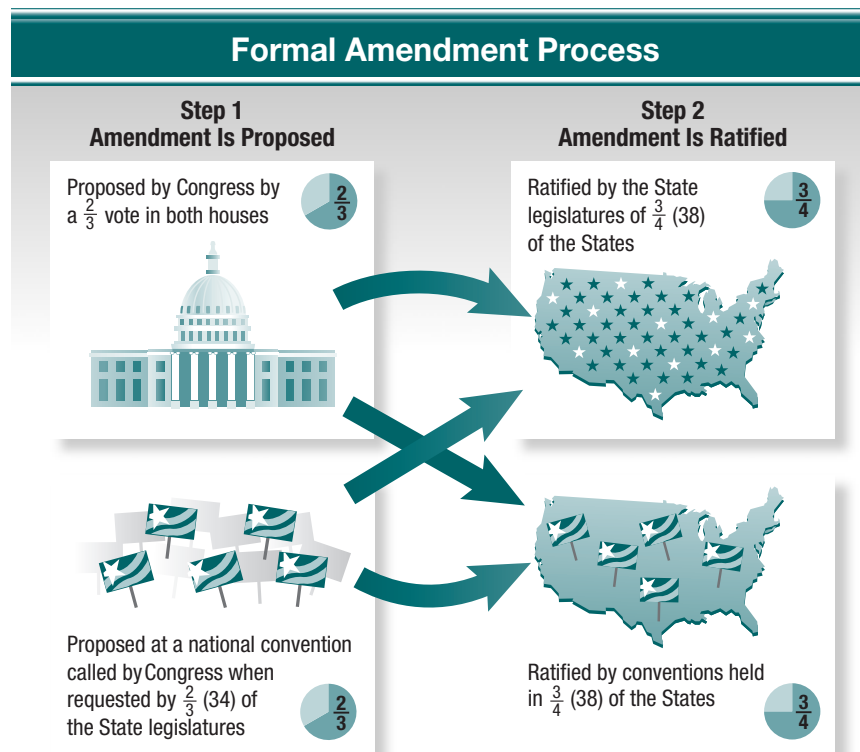 Formal Amendment Process
Step 1
Amendment Is Proposed
Proposed by Congress by
a 2/3 vote in both houses
2/3
Proposed at a national convention
called by Congress when
requested by 2/3 (34) of
the State legislatures
2/3
Step 2
Amendment Is Ratified
Ratified by the State
legislatures of 3/4 (38)
of the States
3/4
Ratified by conventions held
in 3/4 (38) of the States
3/4